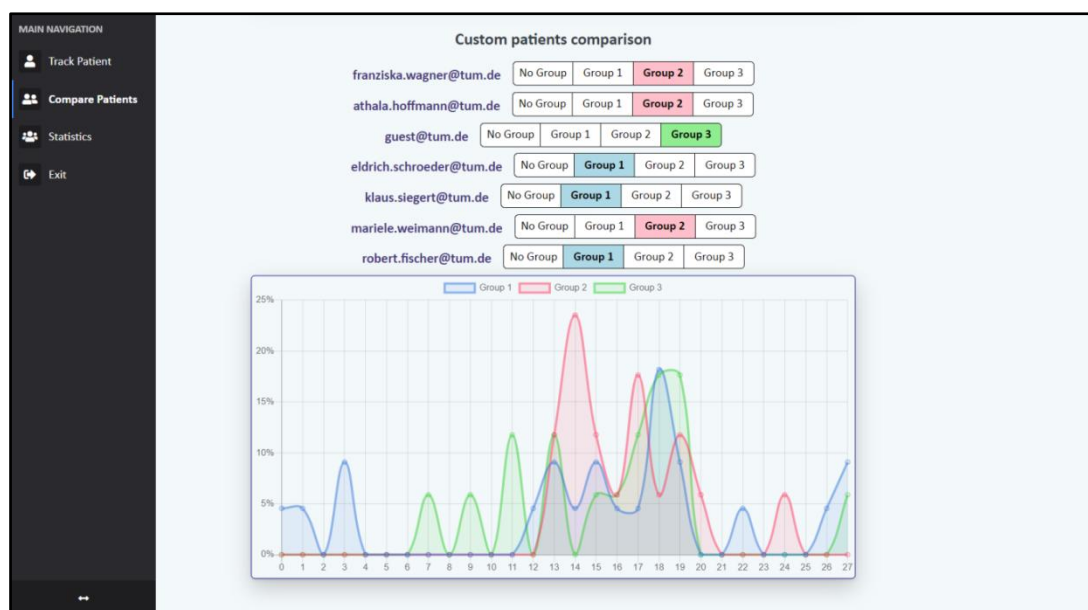 MAIN NAVIGATION
Track Patient
Compare Patients
Statistics
Exit
Custom patients comparison
franziska.wagner@tum.de No Group Group 1 Group 2 Group 3
athala.hoffmann@tum.de No Group Group 1 Group 2 Group 3
guest@tum.de No Group Group 1 Group 2 Group 3
eldrich.schroeder@tum.de No Group Group 1 Group 2 Group 3
klaus.siegert@tum.de No Group Group 1 Group 2 Group 3
mariele.weimann@tum.de No Group Group 1 Group 2 Group 3
robert.fischer@tum.de No Group Group 1 Group 2 Group 3
Group 1 Group 2 Group 3
25%
20%
15%
10%
5%
0%
0 1 2 3 4 5 6 7 8 9 10 11 12 13 14 15 16 17 18 19 20 21 22 23 24 25 26 27